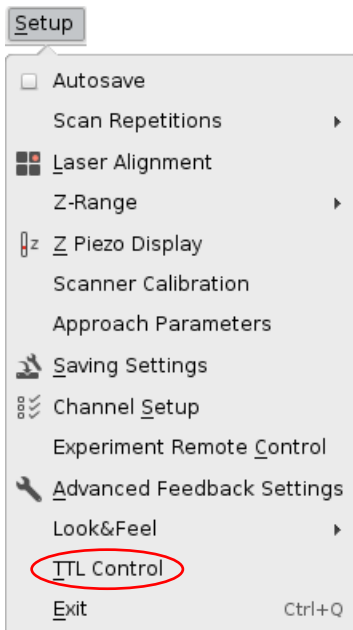 Setup
Autosave
Scan Repetitions
Laser Alignment
Z-Range
z Z Piezo Display
Scanner Calibration
Approach Parameters
Saving Settings
Channel Setup
Experiment Remote Control
Advanced Feedback Settings
Look&Feel
TTL Control
Exit Ctrl+Q